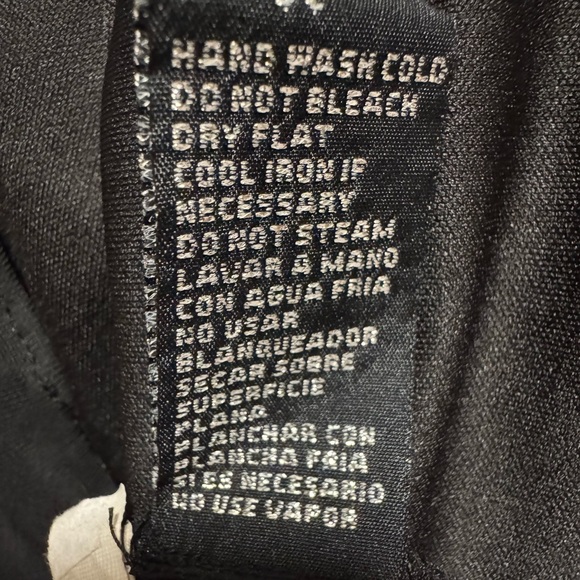 HAND WASH COLD
DO NOT BLEACH
DRY FLAT
COOL IRON IF
NECESSARY
DO NOT STEAM
LAVAR A MANO
CON AGUA FRIA
NO USAR
BLANQUEADOR
SECAR SOBRE
SUPERFICIE
PLANA
PLANCHAR CON
PLANCHA FRIA
SI ES NECESARIO
NO USE VAPOR